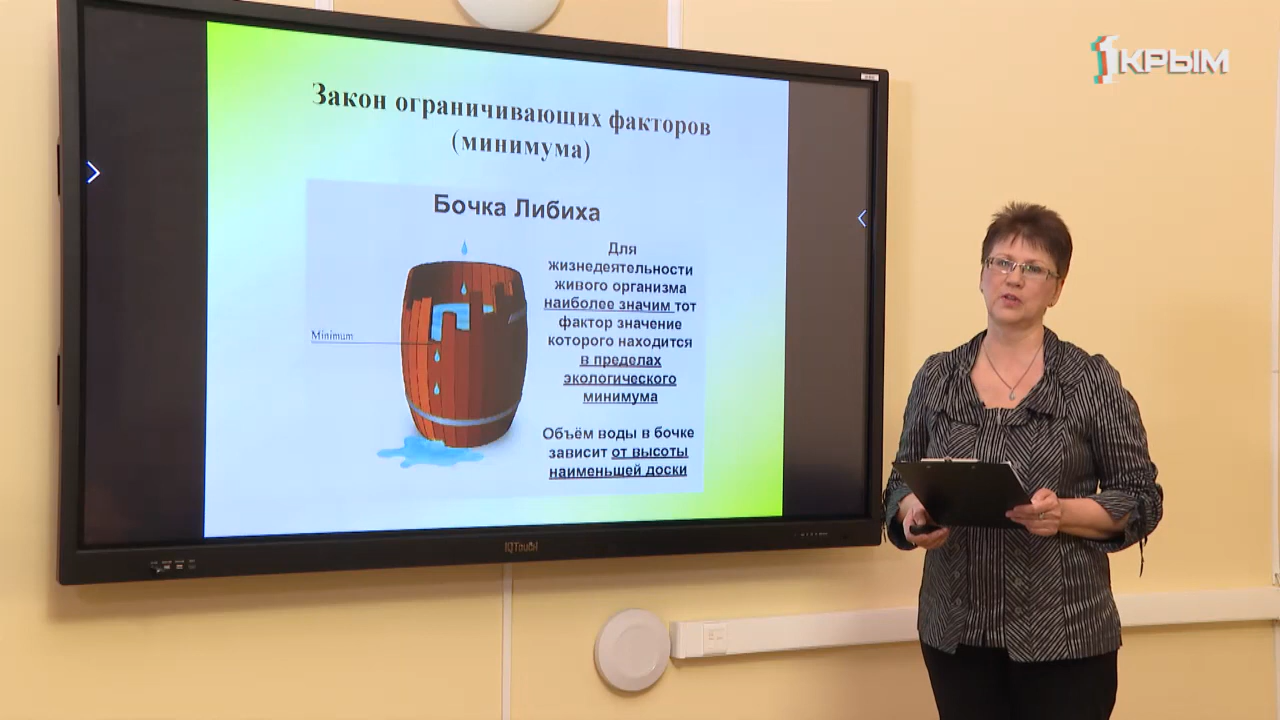 1КРЫМ
Закон ограничивающих факторов
(минимума)
Бочка Либиха
Для
жизнедеятельности
живого организма
наиболее значим тот
фактор значение
которого находится
в пределах
экологического
минимума
Minimum
Объём воды в бочке
зависит от высоты
наименьшей доски
IQTouch